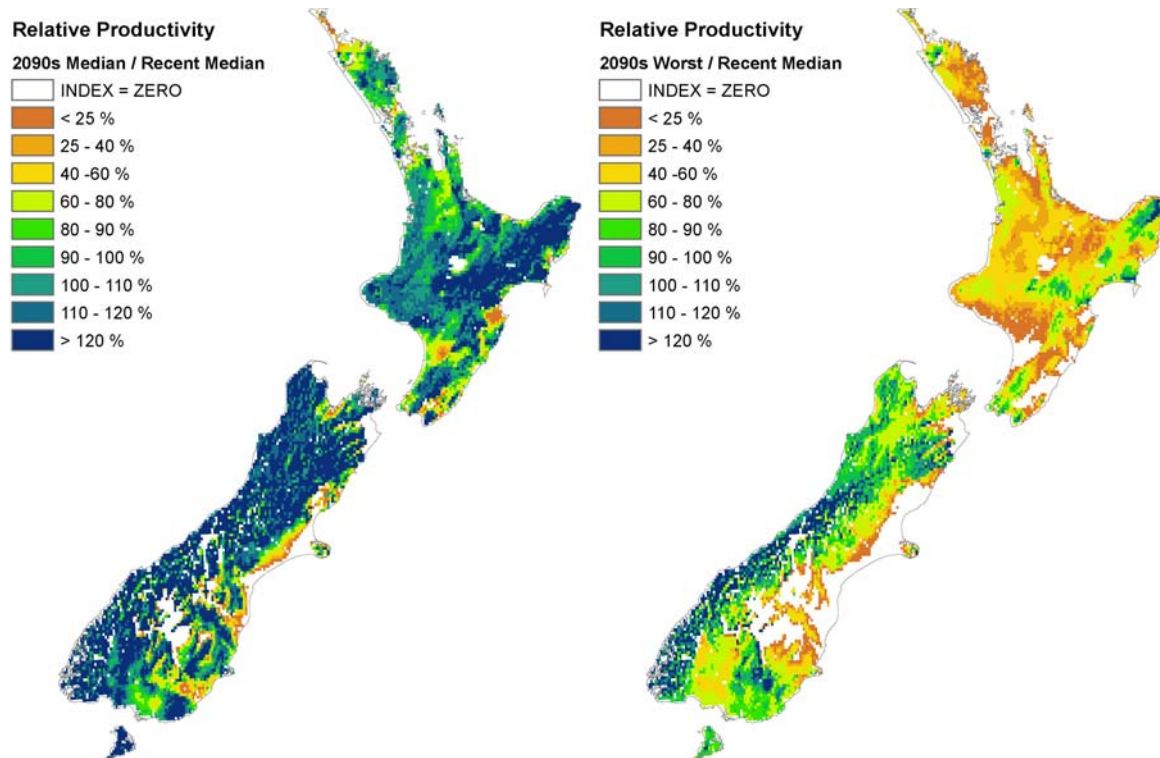 Relative Productivity
2090s Median / Recent Median
INDEX = ZERO
< 25 %
25 - 40 %
40 -60 %
60 - 80 %
80 - 90 %
90 - 100 %
100 - 110 %
110 - 120 %
> 120 %
Relative Productivity
2090s Worst / Recent Median
INDEX = ZERO
< 25 %
25 - 40 %
40 -60 %
60 - 80 %
80 - 90 %
90 - 100 %
100 - 110 %
110 - 120 %
> 120 %